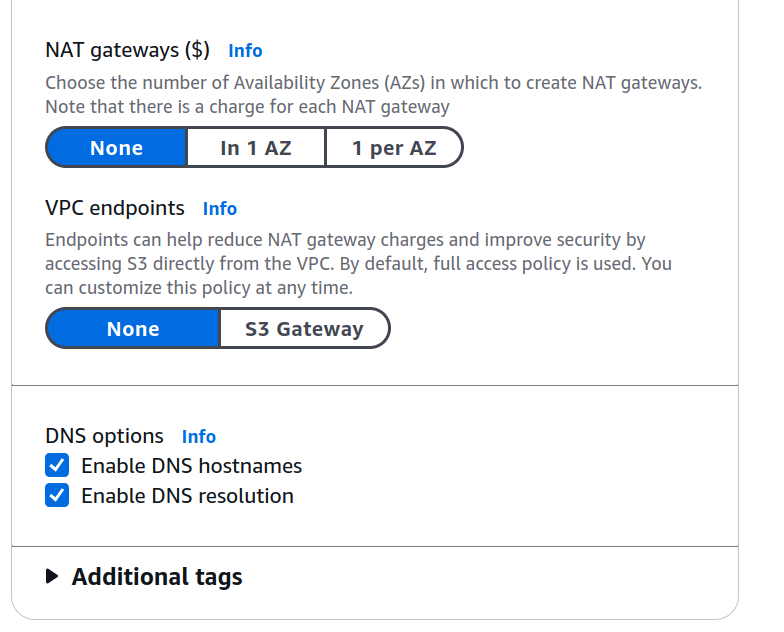 NAT gateways ($) Info
Choose the number of Availability Zones (AZs) in which to create NAT gateways.
Note that there is a charge for each NAT gateway
None In 1 AZ 1 per AZ
VPC endpoints Info
Endpoints can help reduce NAT gateway charges and improve security by
accessing S3 directly from the VPC. By default, full access policy is used. You
can customize this policy at any time.
None S3 Gateway
DNS options Info
Enable DNS hostnames
Enable DNS resolution
Additional tags